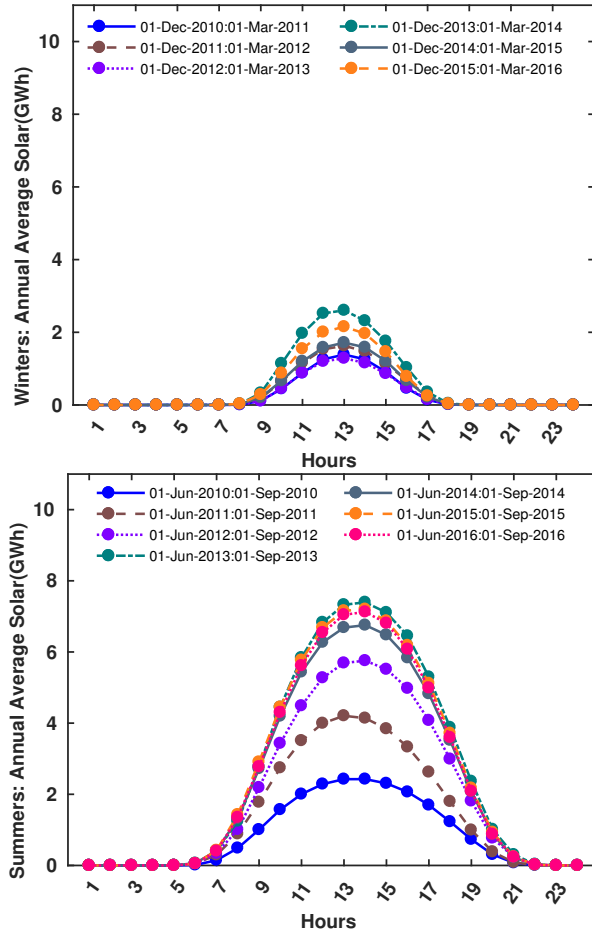 10
8
6
4
2
0
Winters: Annual Average Solar(GWh)
01-Dec-2010:01-Mar-2011
01-Dec-2011:01-Mar-2012
01-Dec-2012:01-Mar-2013
01-Dec-2013:01-Mar-2014
01-Dec-2014:01-Mar-2015
01-Dec-2015:01-Mar-2016
1 3 5 7 9 11 13 15 17 19 21 23
Hours
10
8
6
4
2
0
Summers: Annual Average Solar(GWh)
01-Jun-2010:01-Sep-2010
01-Jun-2011:01-Sep-2011
01-Jun-2012:01-Sep-2012
01-Jun-2013:01-Sep-2013
01-Jun-2014:01-Sep-2014
01-Jun-2015:01-Sep-2015
01-Jun-2016:01-Sep-2016
1 3 5 7 9 11 13 15 17 19 21 23
Hours